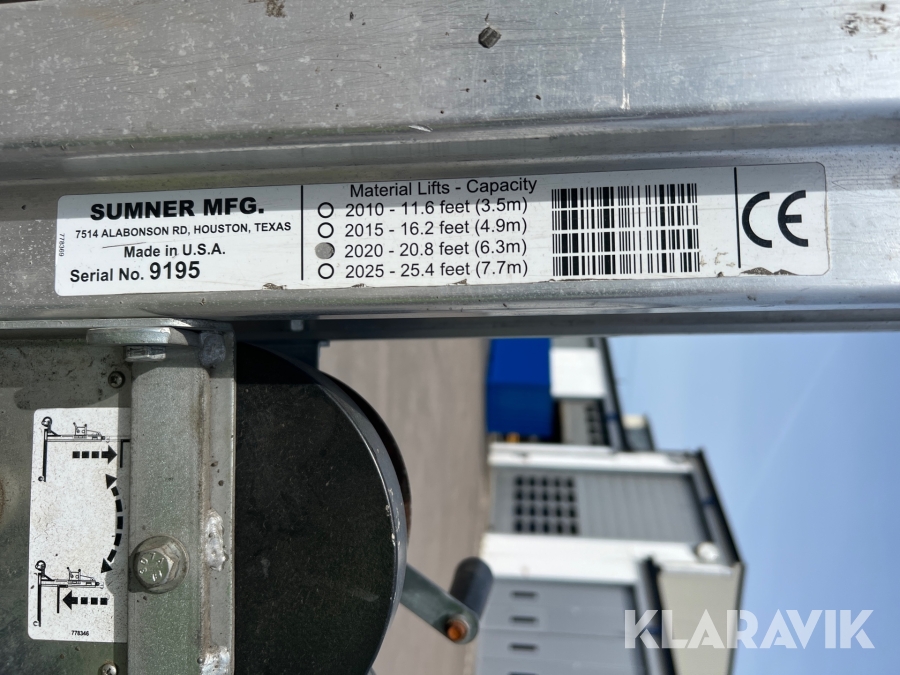 SUMNER MFG.
7514 ALABONSON RD, HOUSTON, TEXAS
Made in U.S.A.
Serial No. 9195
778369
Material Lifts - Capacity
2010 - 11.6 feet (3.5m)
2015 - 16.2 feet (4.9m)
2020 - 20.8 feet (6.3m)
2025 - 25.4 feet (7.7m)
CE
778346
KLARAVIK